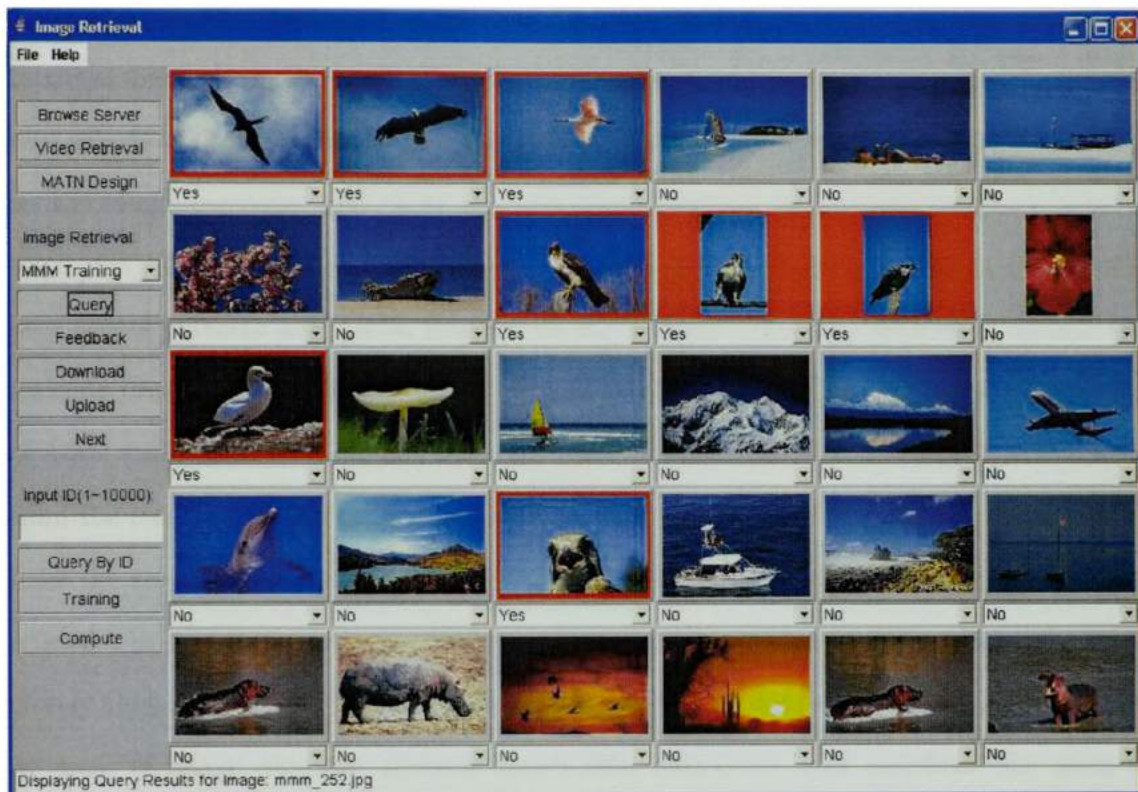 Image Retrieval
File Help
Browse Server
Video Retrieval
MATN Design
Image Retrieval:
MMM Training
Query
Feedback
Download
Upload
Next
Input ID(1~10000):
Query By ID
Training
Compute
Yes Yes Yes No No No
No No Yes Yes Yes No
Yes No No No No No
No No Yes No No No
No No No No No No
Displaying Query Results for Image: mmm_252.jpg